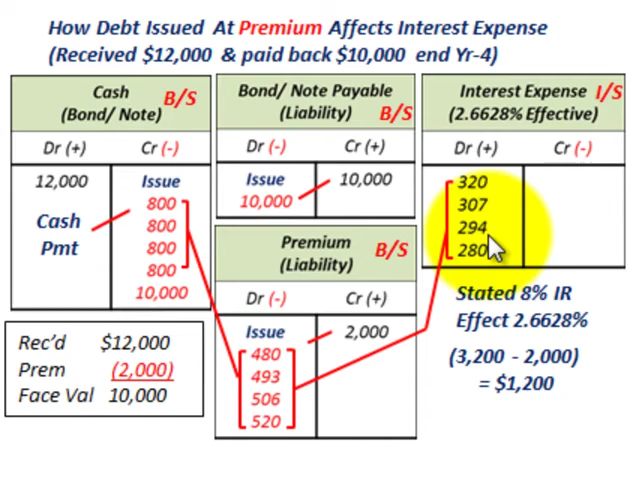 How Debt Issued At Premium Affects Interest Expense
(Received $12,000 & paid back $10,000 end Yr-4)
Cash B/S
(Bond/ Note)
Dr (+) Cr (-)
12,000 Issue
Cash 800
Pmt 800
800
800
10,000
Bond/ Note Payable
(Liability) B/S
Dr (-) Cr (+)
Issue 10,000
10,000
Premium B/S
(Liability)
Dr (-) Cr (+)
Issue 2,000
480
493
506
520
Interest Expense I/S
(2.6628% Effective)
Dr (+) Cr (-)
320
307
294
280
Stated 8% IR
Effect 2.6628%
(3,200 - 2,000)
= $1,200
Rec'd $12,000
Prem (2,000)
Face Val 10,000